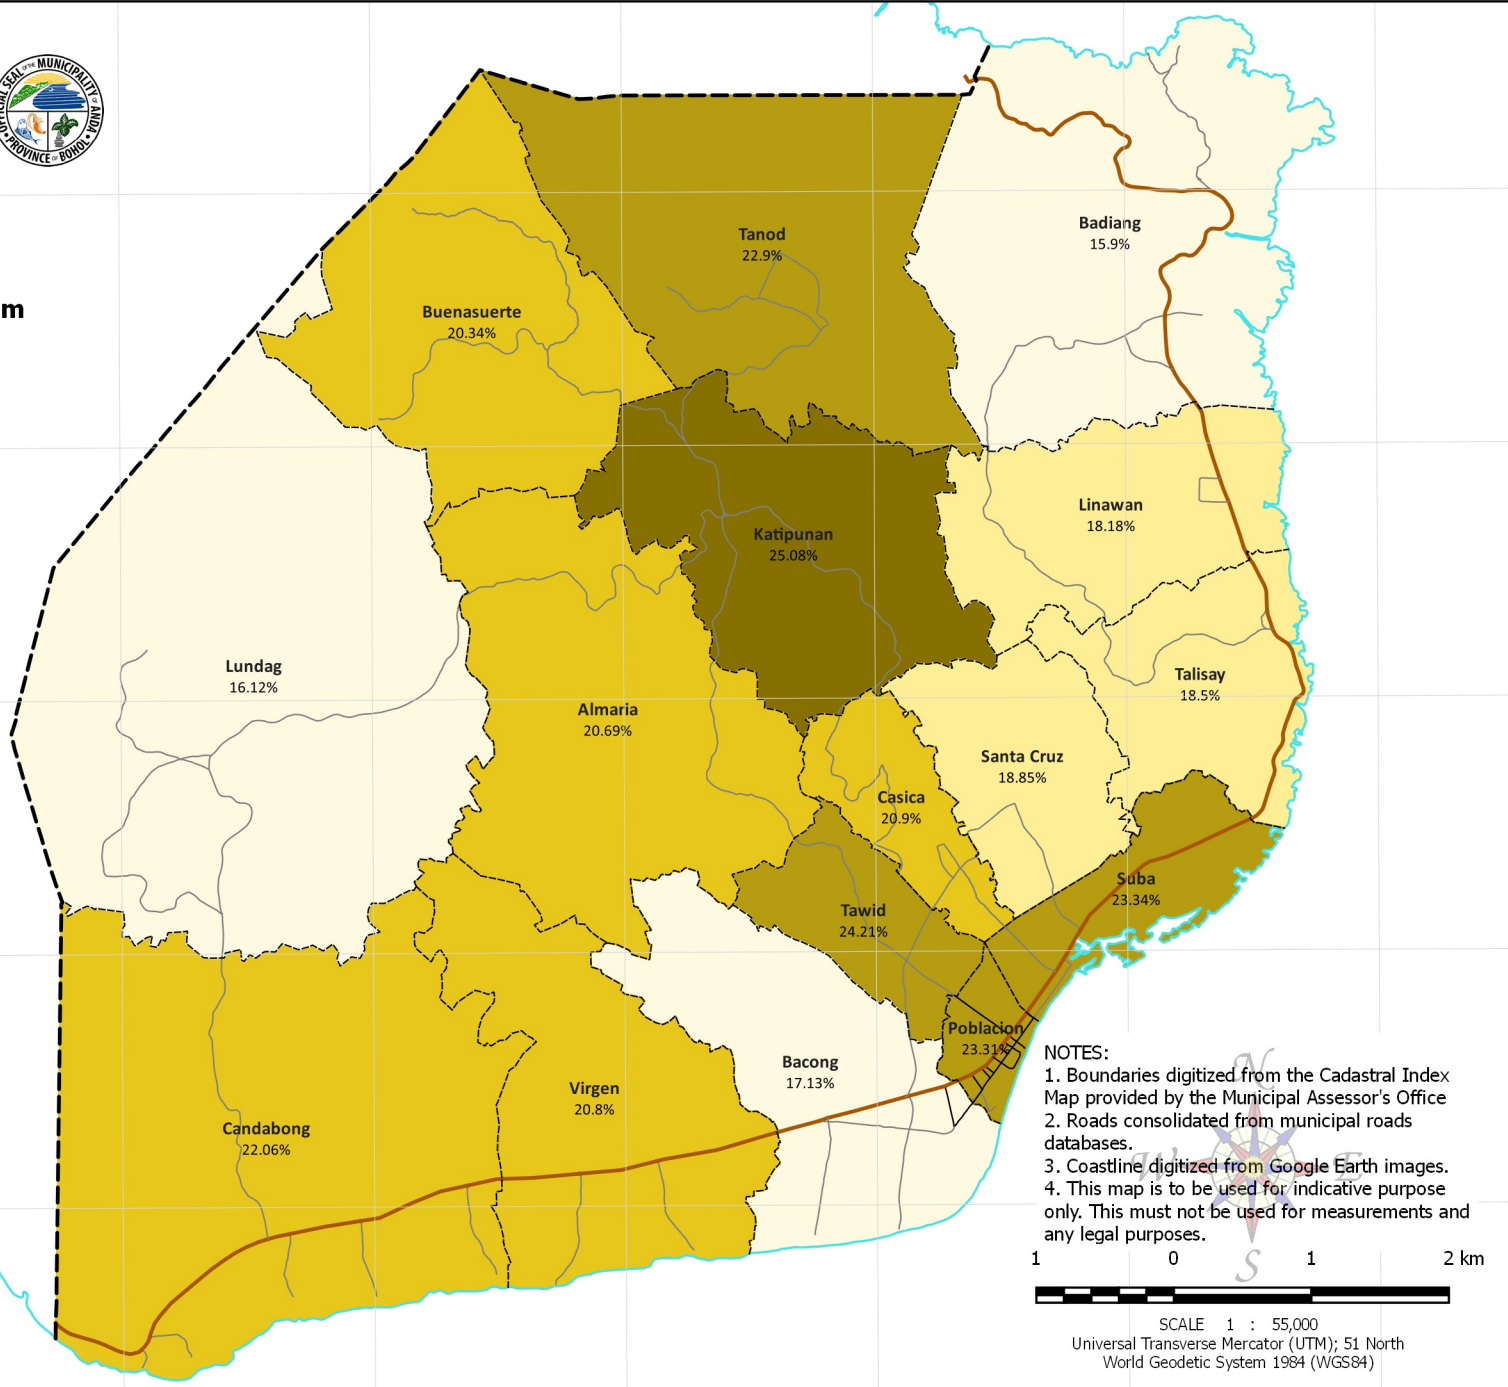 OFFICIAL SEAL OF THE MUNICIPALITY OF ANDA
PROVINCE OF BOHOL
m
Tanod
22.9%
Badiang
15.9%
Buenasuerte
20.34%
Linawan
18.18%
Katipunan
25.08%
Lundag
16.12%
Talisay
18.5%
Almaria
20.69%
Santa Cruz
18.85%
Casica
20.9%
Suba
23.34%
Tawid
24.21%
Poblacion
23.31%
Bacong
17.13%
Virgen
20.8%
Candabong
22.06%
N
W
E
S
NOTES:
1. Boundaries digitized from the Cadastral Index
Map provided by the Municipal Assessor's Office
2. Roads consolidated from municipal roads
databases.
3. Coastline digitized from Google Earth images.
4. This map is to be used for indicative purpose
only. This must not be used for measurements and
any legal purposes.
1 0 1 2 km
SCALE 1 : 55,000
Universal Transverse Mercator (UTM); 51 North
World Geodetic System 1984 (WGS84)